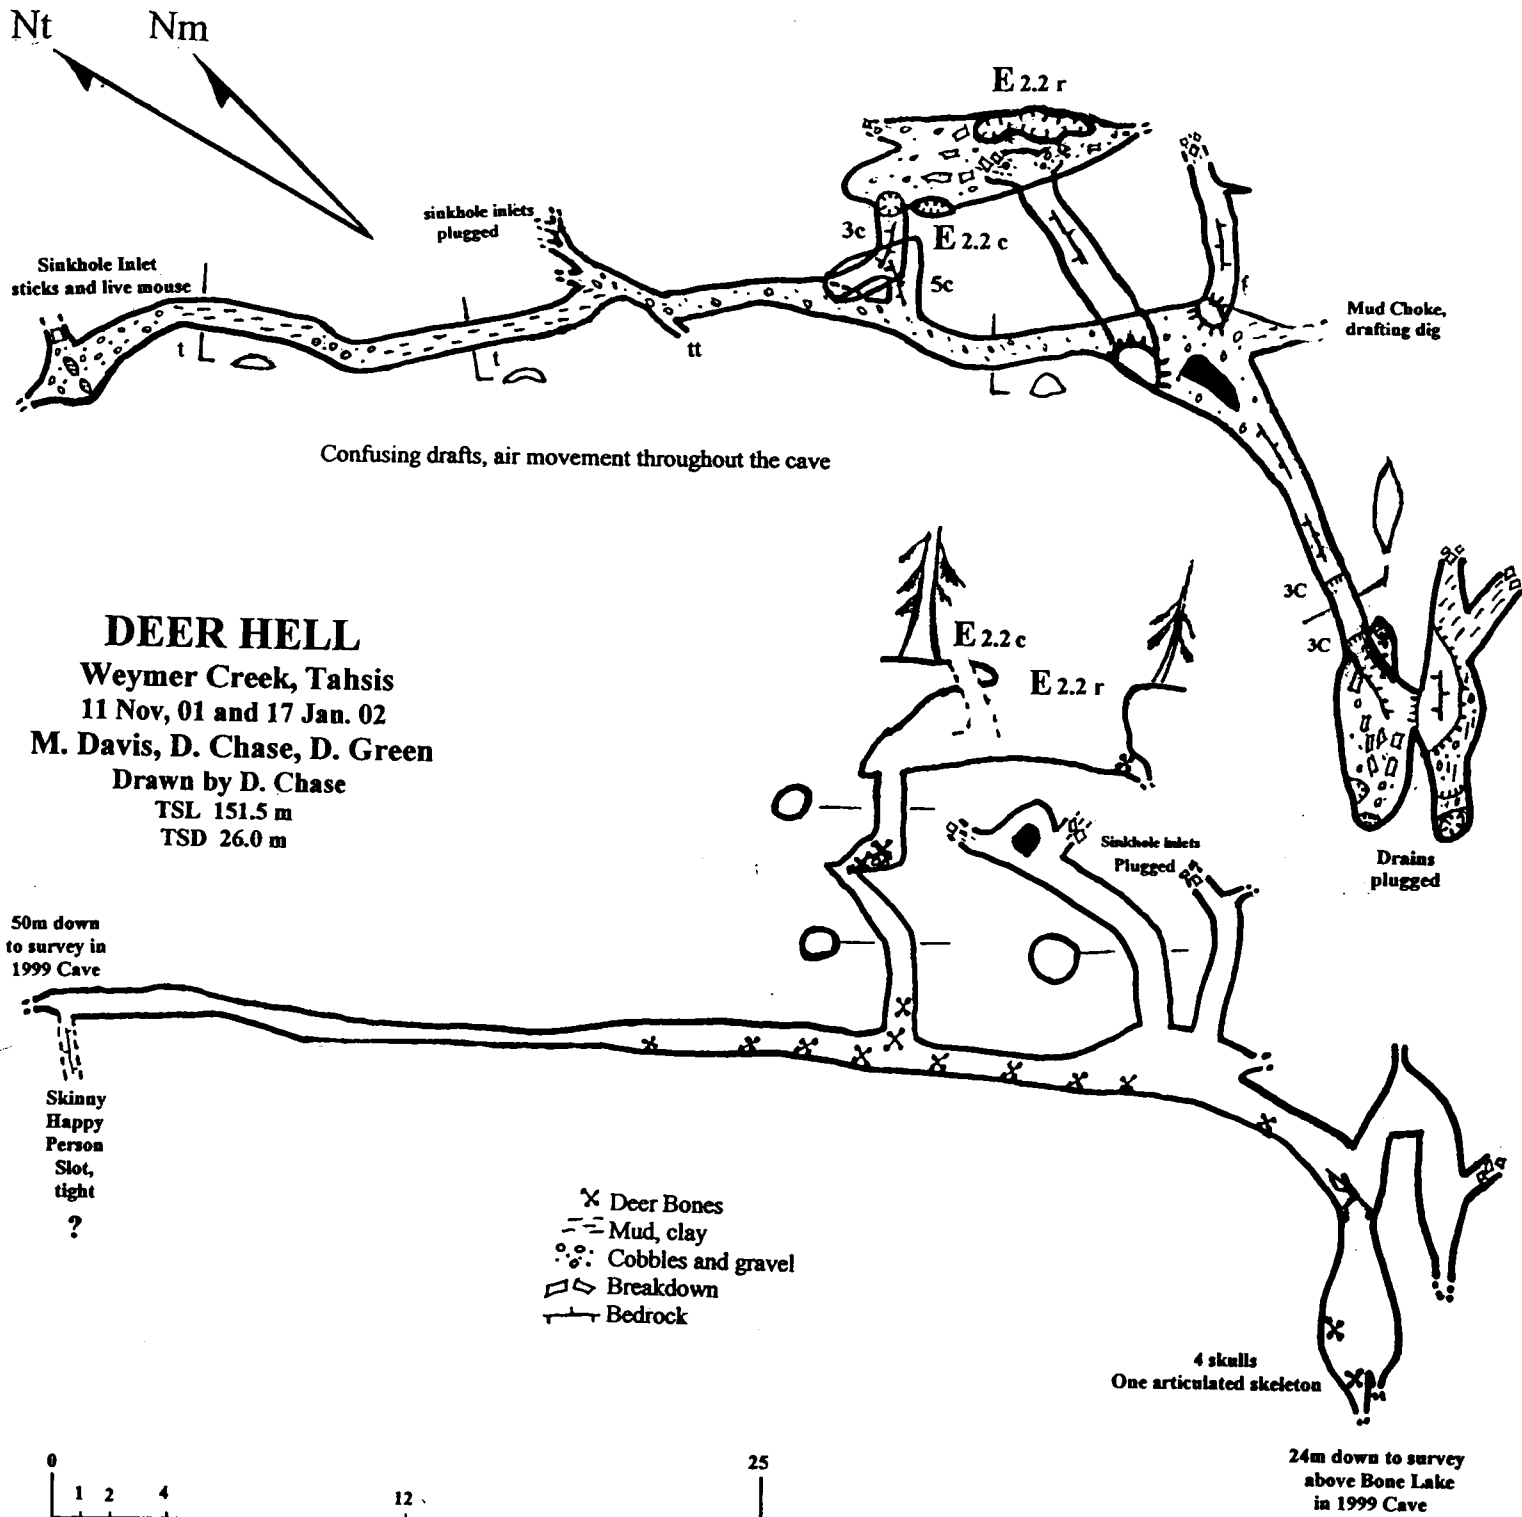 Nt
Nm
E 2.2 r
sinkhole inlets
plugged
3c
E 2.2 c
5c
Sinkhole Inlet
sticks and live mouse
t
t
tt
f
Mud Choke,
drafting dig
Confusing drafts, air movement throughout the cave
3C
3C
DEER HELL
Weymer Creek, Tahsis
11 Nov, 01 and 17 Jan. 02
M. Davis, D. Chase, D. Green
Drawn by D. Chase
TSL 151.5 m
TSD 26.0 m
E 2.2 c
E 2.2 r
Sinkhole inlets
Plugged
Drains
plugged
50m down
to survey in
1999 Cave
Skinny
Happy
Person
Slot,
tight
?
Deer Bones
Mud, clay
Cobbles and gravel
Breakdown
Bedrock
4 skulls
One articulated skeleton
24m down to survey
above Bone Lake
in 1999 Cave
0
1
2
4
12
25